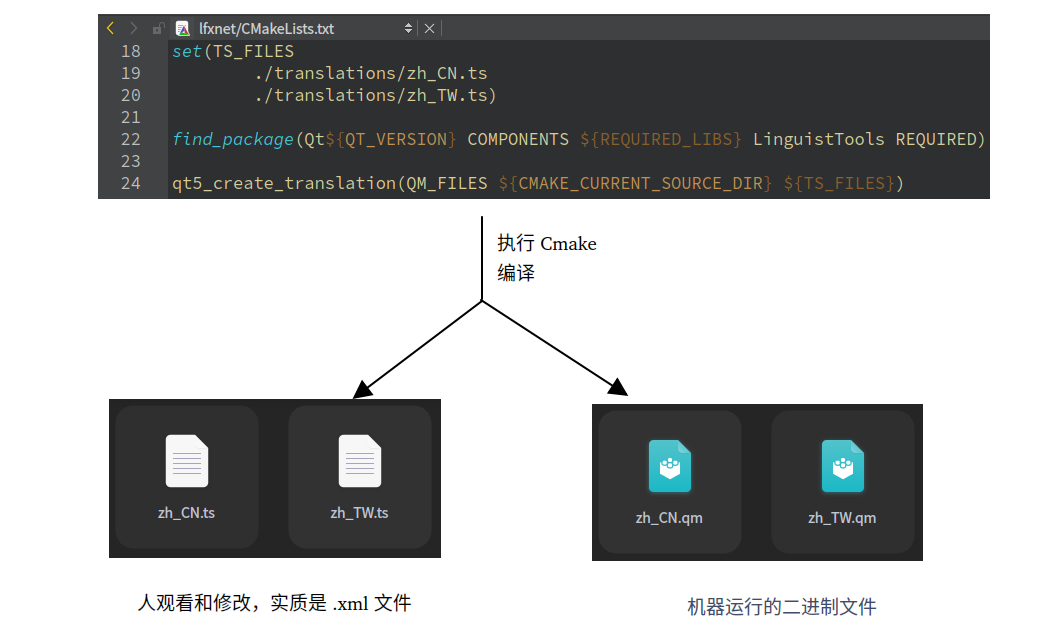 lfxnet/CMakeLists.txt
18 set(TS_FILES
19 ./translations/zh_CN.ts
20 ./translations/zh_TW.ts)
21
22 find_package(Qt${QT_VERSION} COMPONENTS ${REQUIRED_LIBS} LinguistTools REQUIRED)
23
24 qt5_create_translation(QM_FILES ${CMAKE_CURRENT_SOURCE_DIR} ${TS_FILES})
执行 Cmake
编译
zh_CN.ts
zh_TW.ts
zh_CN.qm
zh_TW.qm
人观看和修改，实质是 .xml 文件
机器运行的二进制文件